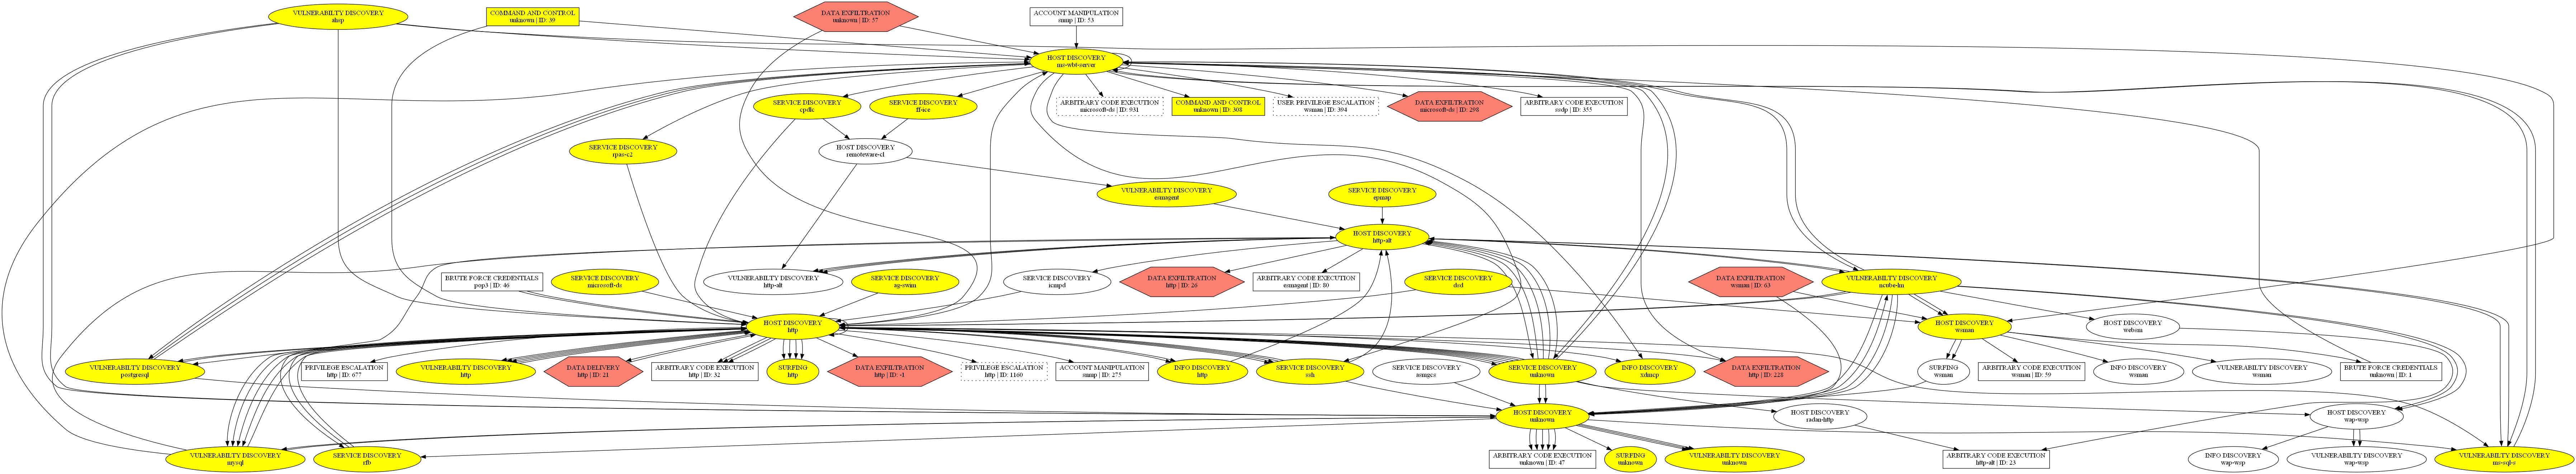 VULNERABILTY DISCOVERY
ahsp
COMMAND AND CONTROL
unknown | ID: 39
DATA EXFILTRATION
unknown | ID: 57
ACCOUNT MANIPULATION
snmp | ID: 53
HOST DISCOVERY
ms-wbt-server
SERVICE DISCOVERY
cpdlc
SERVICE DISCOVERY
ff-ice
ARBITRARY CODE EXECUTION
microsoft-ds | ID: 931
COMMAND AND CONTROL
unknown | ID: 308
USER PRIVILEGE ESCALATION
wsman | ID: 394
DATA EXFILTRATION
microsoft-ds | ID: 298
ARBITRARY CODE EXECUTION
ssdp | ID: 355
SERVICE DISCOVERY
rpas-c2
HOST DISCOVERY
remoteware-cl
VULNERABILTY DISCOVERY
esmagent
SERVICE DISCOVERY
epmap
HOST DISCOVERY
http-alt
BRUTE FORCE CREDENTIALS
pop3 | ID: 46
SERVICE DISCOVERY
microsoft-ds
VULNERABILTY DISCOVERY
http-alt
SERVICE DISCOVERY
sg-swim
SERVICE DISCOVERY
icmpd
DATA EXFILTRATION
http | ID: 26
ARBITRARY CODE EXECUTION
esmagent | ID: 80
SERVICE DISCOVERY
DATA EXFILTRATION
wsman | ID: 63
VULNERABILTY DISCOVERY
ncube-lm
HOST DISCOVERY
http
HOST DISCOVERY
wsman
HOST DISCOVERY
websm
VULNERABILTY DISCOVERY
postgresql
PRIVILEGE ESCALATION
http | ID: 677
VULNERABILTY DISCOVERY
http
DATA DELIVERY
http | ID: 21
ARBITRARY CODE EXECUTION
http | ID: 32
SURFING
http
DATA EXFILTRATION
http | ID: -1
PRIVILEGE ESCALATION
http | ID: 1160
ACCOUNT MANIPULATION
snmp | ID: 275
INFO DISCOVERY
http
SERVICE DISCOVERY
ssh
SERVICE DISCOVERY
SERVICE DISCOVERY
unknown
INFO DISCOVERY
xdmcp
DATA EXFILTRATION
http | ID: 228
SURFING
wsman
ARBITRARY CODE EXECUTION
wsman | ID: 59
INFO DISCOVERY
wsman
VULNERABILTY DISCOVERY
wsman
BRUTE FORCE CREDENTIALS
unknown | ID: 1
HOST DISCOVERY
unknown
HOST DISCOVERY
radan-http
HOST DISCOVERY
wap-wsp
VULNERABILTY DISCOVERY
mysql
SERVICE DISCOVERY
rfb
ARBITRARY CODE EXECUTION
unknown | ID: 47
SURFING
unknown
VULNERABILTY DISCOVERY
unknown
ARBITRARY CODE EXECUTION
http-alt | ID: 23
INFO DISCOVERY
wap-wsp
VULNERABILTY DISCOVERY
wap-wsp
VULNERABILTY DISCOVERY
ms-sql-s